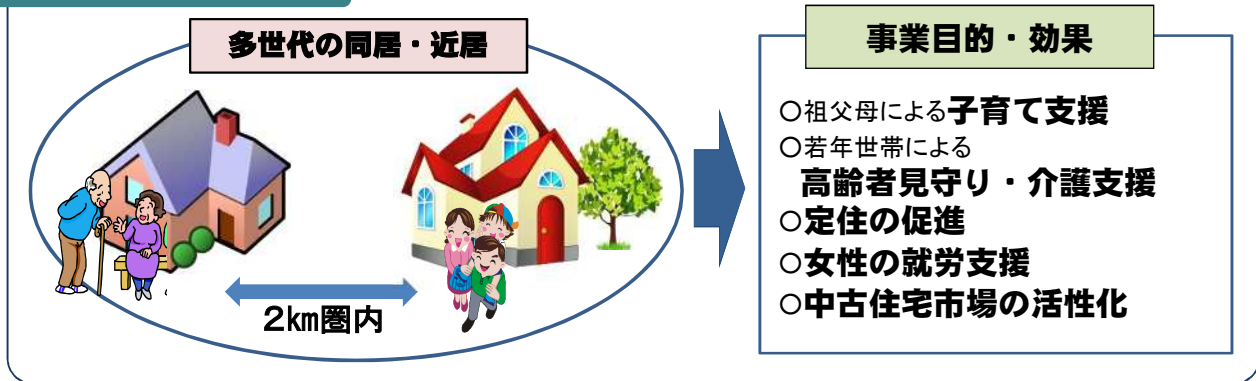 多世代の同居・近居
2km圏内
事業目的・効果
○祖父母による子育て支援
○若年世帯による
高齢者見守り・介護支援
○定住の促進
○女性の就労支援
○中古住宅市場の活性化